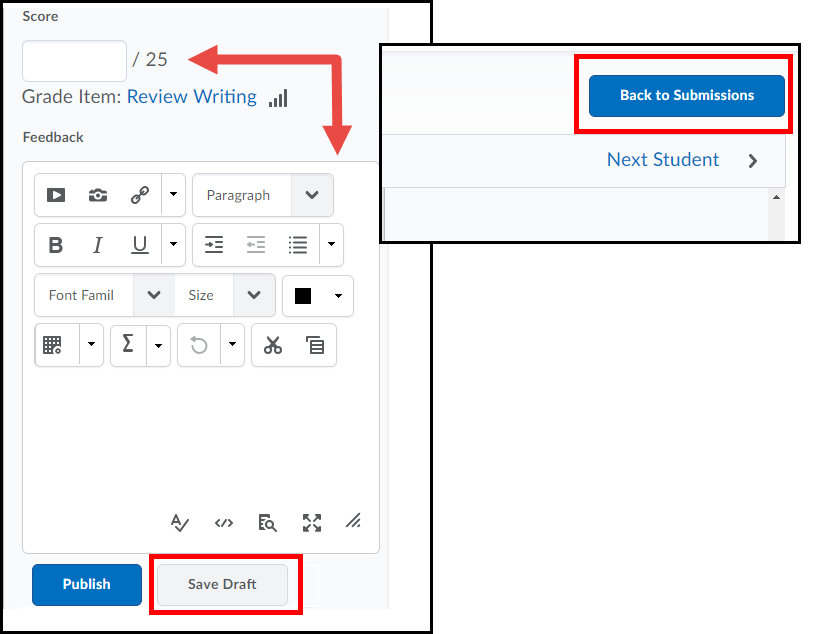 Score
/ 25
Grade Item: Review Writing
Feedback
Paragraph
B I U
Font Famil Size
Σ
Publish Save Draft
Back to Submissions
Next Student